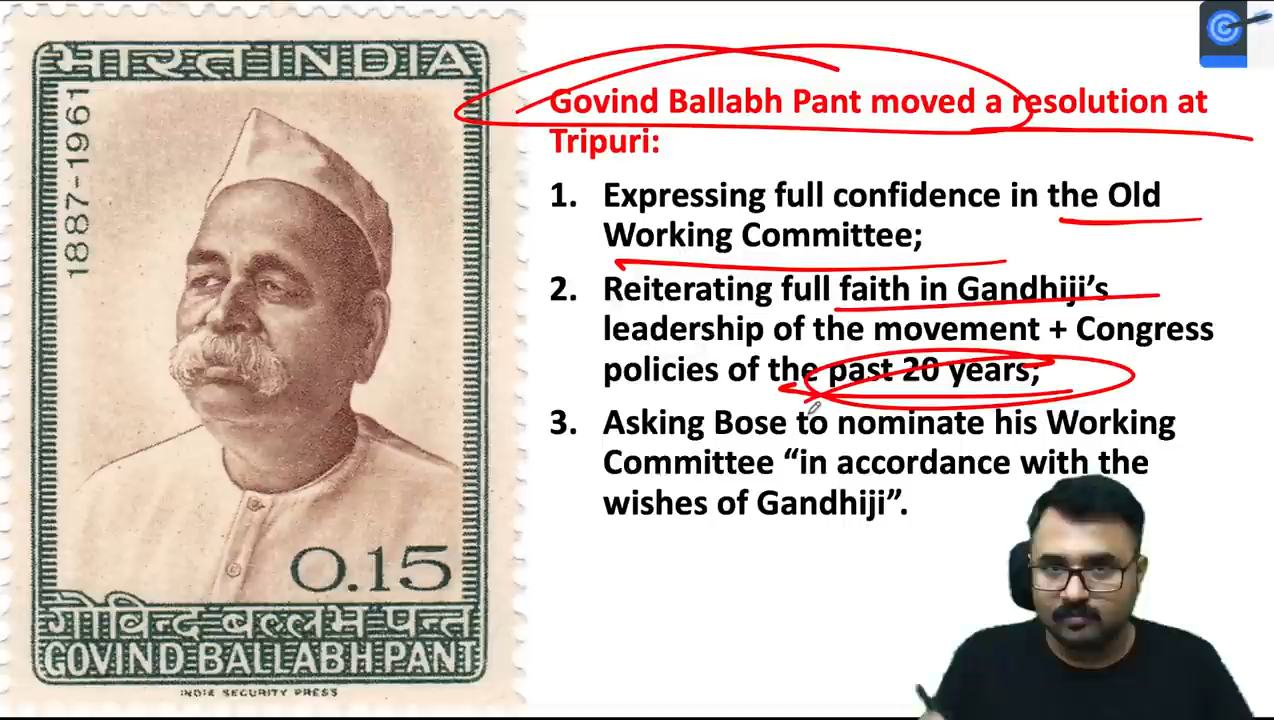 भारत INDIA
1887-1961
0.15
गोविन्द बल्लभ पन्त
GOVIND BALLABH PANT
INDIA SECURITY PRESS
Govind Ballabh Pant moved a resolution at
Tripuri:
1. Expressing full confidence in the Old
Working Committee;
2. Reiterating full faith in Gandhiji’s
leadership of the movement + Congress
policies of the past 20 years;
3. Asking Bose to nominate his Working
Committee “in accordance with the
wishes of Gandhiji”.